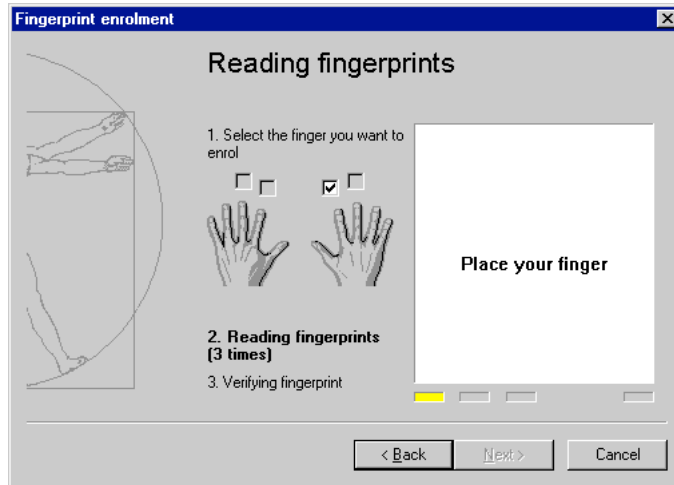 Fingerprint enrolment
Reading fingerprints
1. Select the finger you want to
enrol
Place your finger
2. Reading fingerprints
(3 times)
3. Verifying fingerprint
< Back
Next >
Cancel